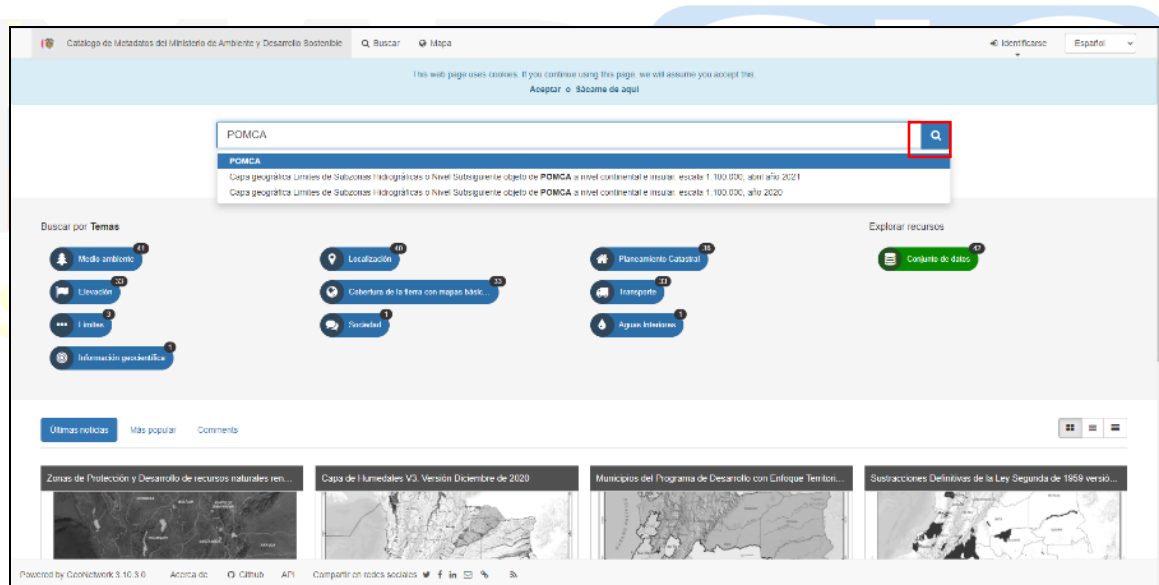 Catálogo de Metadatos del Ministerio de Ambiente y Desarrollo Sostenible Buscar Mapa Identificarse Español
This web page uses cookies. If you continue using this page, we will assume you accept this.
Aceptar o Sácame de aquí
POMCA
POMCA
Capa geográfica Limites de Subzonas Hidrográficas o Nivel Subsiguiente objeto de POMCA a nivel continental e insular, escala 1:100.000, abril año 2021
Capa geográfica Limites de Subzonas Hidrográficas o Nivel Subsiguiente objeto de POMCA a nivel continental e insular, escala 1:100.000, año 2020
Buscar por Temas Explorar recursos
41 40 35 42
Medio ambiente Localización Planeamiento Catastral Conjunto de datos
33 33 33
Elevación Cobertura de la tierra con mapas básic... Transporte
3 1 1
Límites Sociedad Aguas Interiores
1
Información geocientífica
Últimas noticias Más popular Comments
Zonas de Protección y Desarrollo de recursos naturales ren... Capa de Humedales V3. Versión Diciembre de 2020 Municipios del Programa de Desarrollo con Enfoque Territori... Sustracciones Definitivas de la Ley Segunda de 1959 versió...
Powered by GeoNetwork 3.10.3.0 Acerca de Github API Compartir en redes sociales